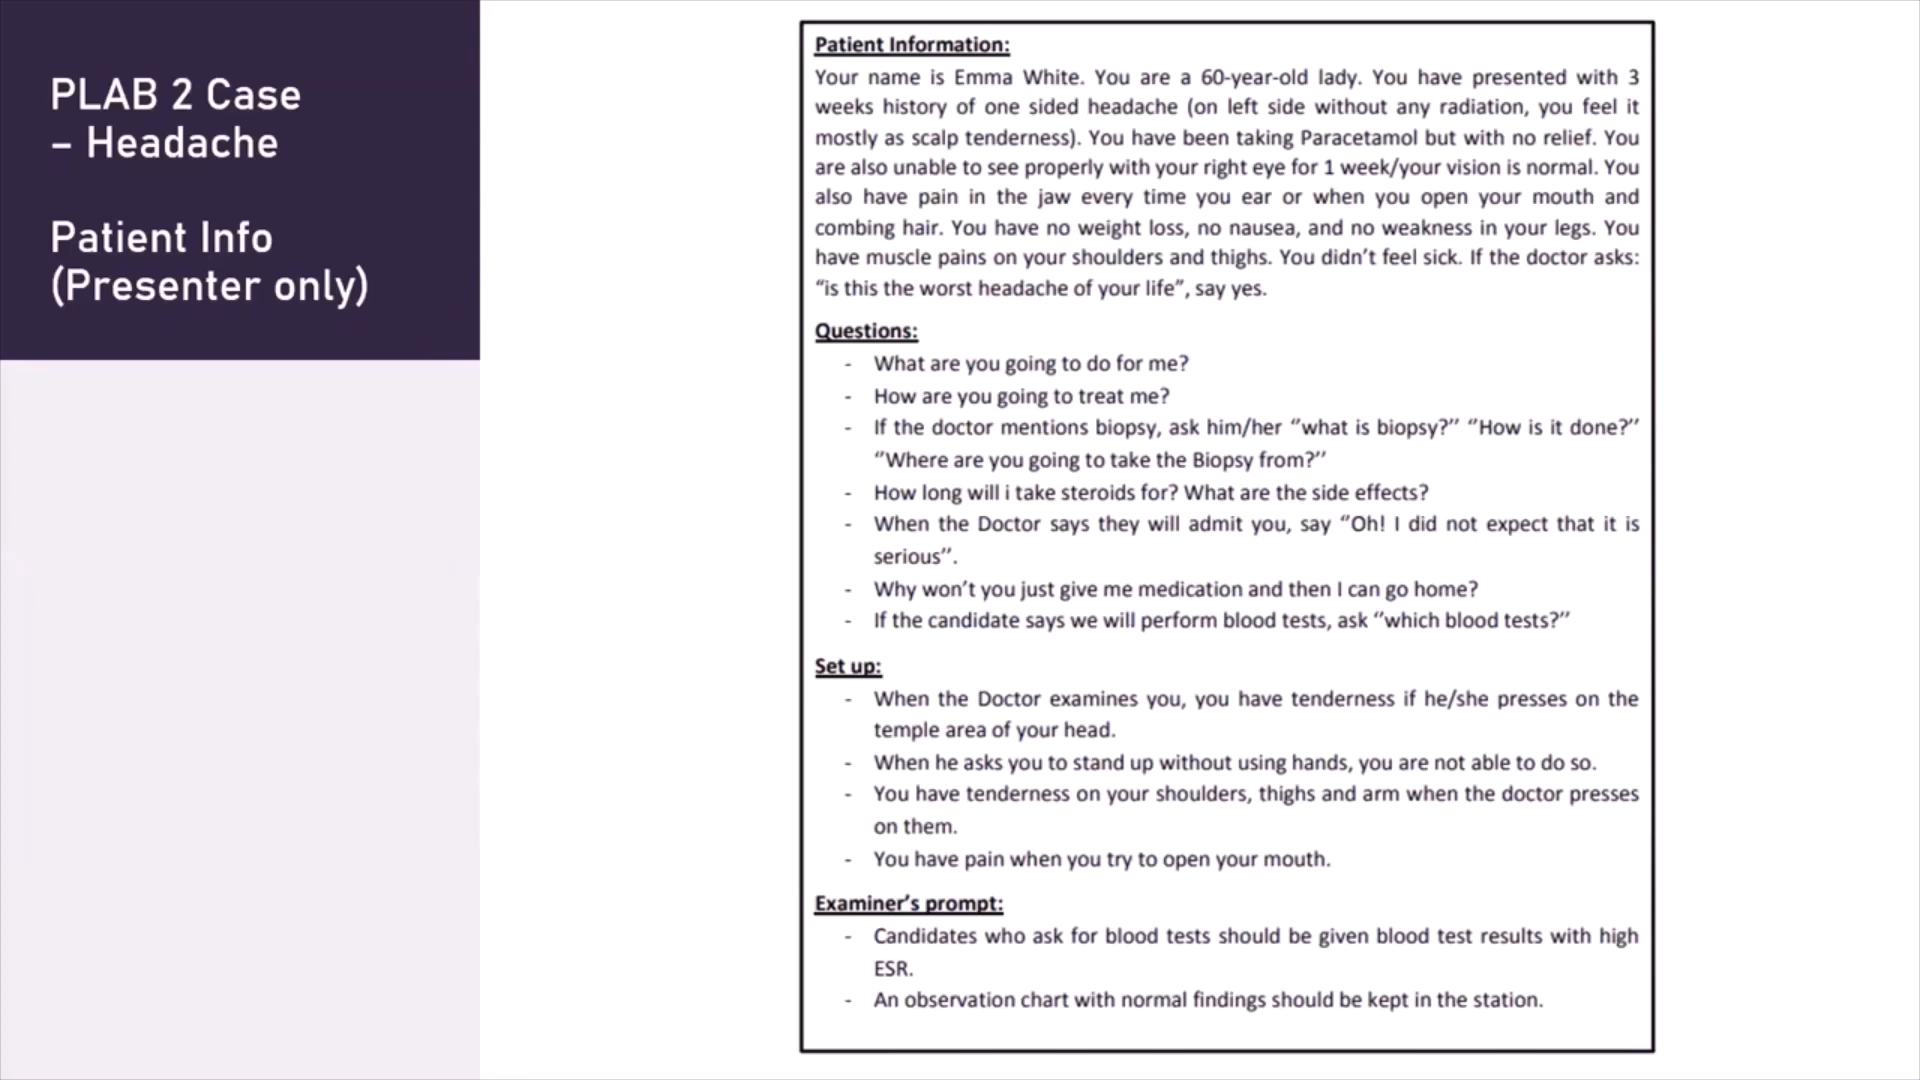 PLAB 2 Case
– Headache
Patient Info
(Presenter only)
Patient Information:
Your name is Emma White. You are a 60-year-old lady. You have presented with 3
weeks history of one sided headache (on left side without any radiation, you feel it
mostly as scalp tenderness). You have been taking Paracetamol but with no relief. You
are also unable to see properly with your right eye for 1 week/your vision is normal. You
also have pain in the jaw every time you ear or when you open your mouth and
combing hair. You have no weight loss, no nausea, and no weakness in your legs. You
have muscle pains on your shoulders and thighs. You didn’t feel sick. If the doctor asks:
“is this the worst headache of your life”, say yes.
Questions:
- What are you going to do for me?
- How are you going to treat me?
- If the doctor mentions biopsy, ask him/her ‘‘what is biopsy?’’ ‘‘How is it done?’’
‘‘Where are you going to take the Biopsy from?’’
- How long will i take steroids for? What are the side effects?
- When the Doctor says they will admit you, say “Oh! I did not expect that it is
serious”.
- Why won’t you just give me medication and then I can go home?
- If the candidate says we will perform blood tests, ask ‘‘which blood tests?’’
Set up:
- When the Doctor examines you, you have tenderness if he/she presses on the
temple area of your head.
- When he asks you to stand up without using hands, you are not able to do so.
- You have tenderness on your shoulders, thighs and arm when the doctor presses
on them.
- You have pain when you try to open your mouth.
Examiner’s prompt:
- Candidates who ask for blood tests should be given blood test results with high
ESR.
- An observation chart with normal findings should be kept in the station.